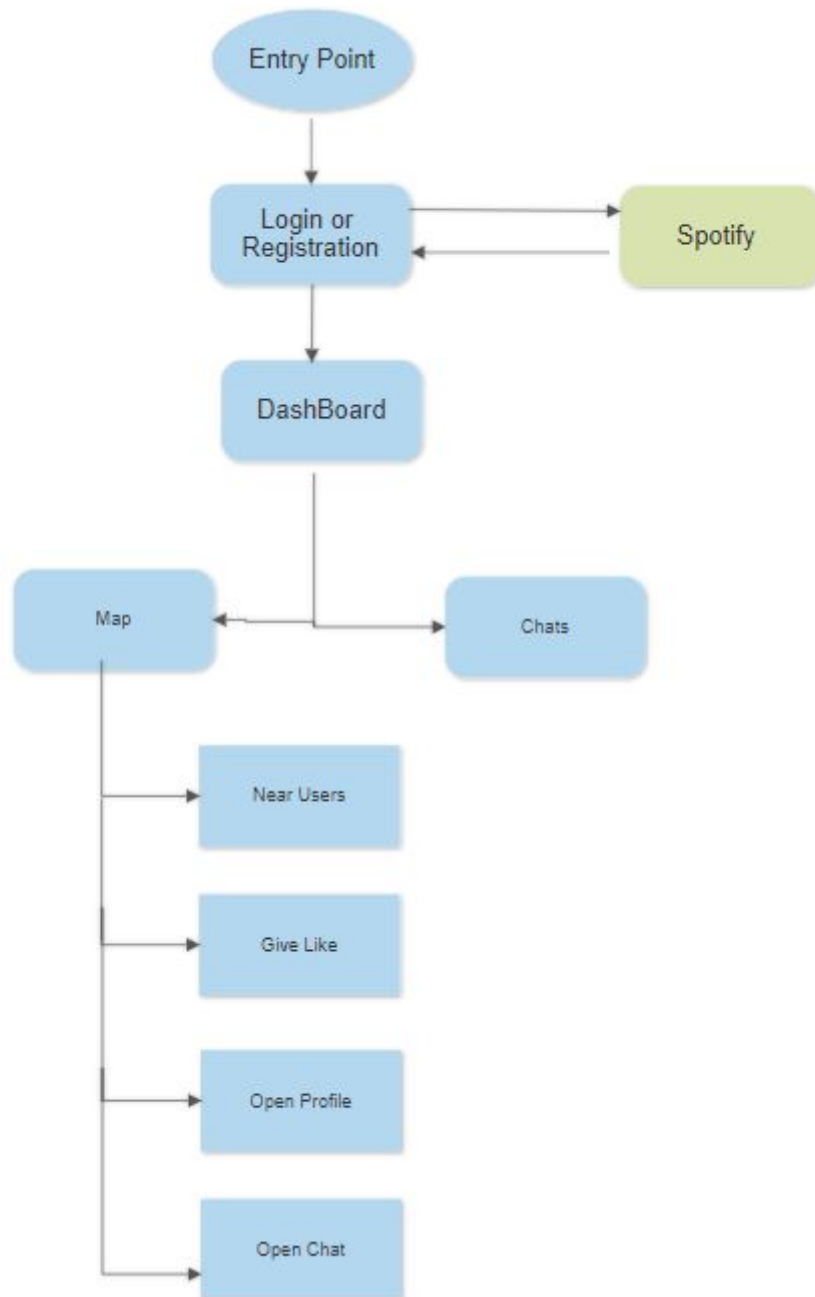 Entry Point
Login or
Registration
Spotify
DashBoard
Map
Chats
Near Users
Give Like
Open Profile
Open Chat